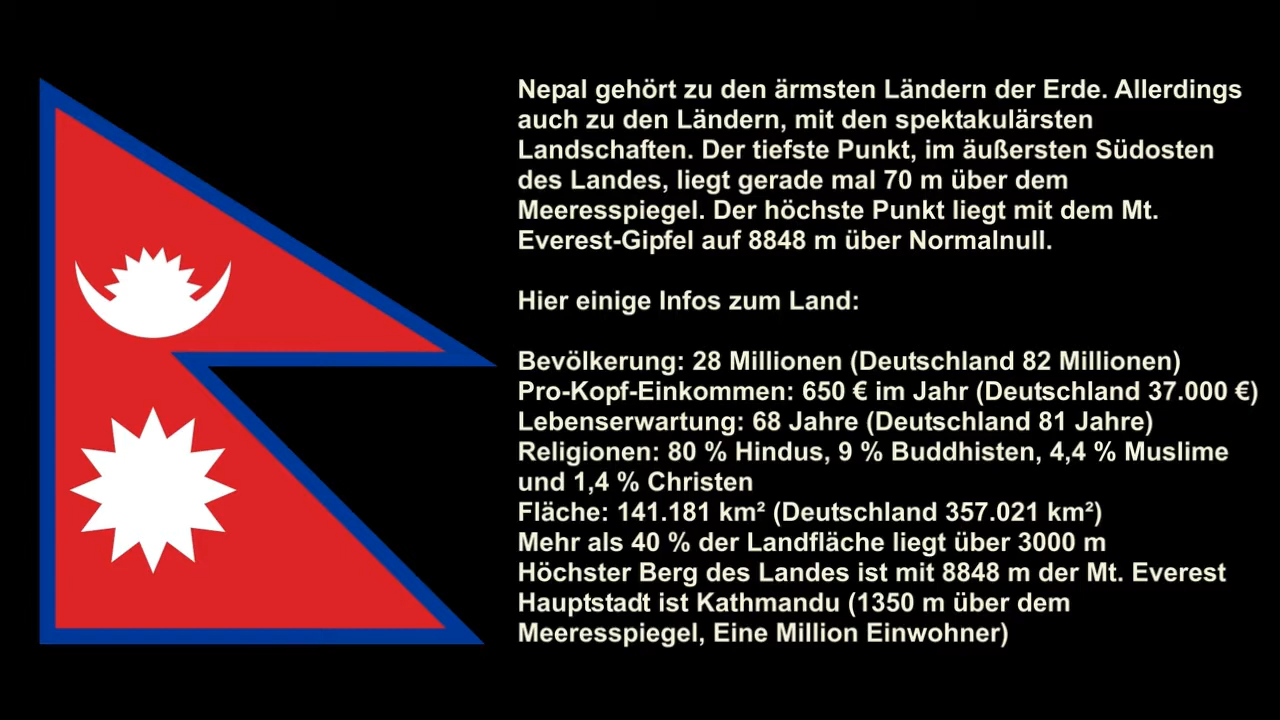 Nepal gehört zu den ärmsten Ländern der Erde. Allerdings
auch zu den Ländern, mit den spektakulärsten
Landschaften. Der tiefste Punkt, im äußersten Südosten
des Landes, liegt gerade mal 70 m über dem
Meeresspiegel. Der höchste Punkt liegt mit dem Mt.
Everest-Gipfel auf 8848 m über Normalnull.
Hier einige Infos zum Land:
Bevölkerung: 28 Millionen (Deutschland 82 Millionen)
Pro-Kopf-Einkommen: 650 € im Jahr (Deutschland 37.000 €)
Lebenserwartung: 68 Jahre (Deutschland 81 Jahre)
Religionen: 80 % Hindus, 9 % Buddhisten, 4,4 % Muslime
und 1,4 % Christen
Fläche: 141.181 km² (Deutschland 357.021 km²)
Mehr als 40 % der Landfläche liegt über 3000 m
Höchster Berg des Landes ist mit 8848 m der Mt. Everest
Hauptstadt ist Kathmandu (1350 m über dem
Meeresspiegel, Eine Million Einwohner)